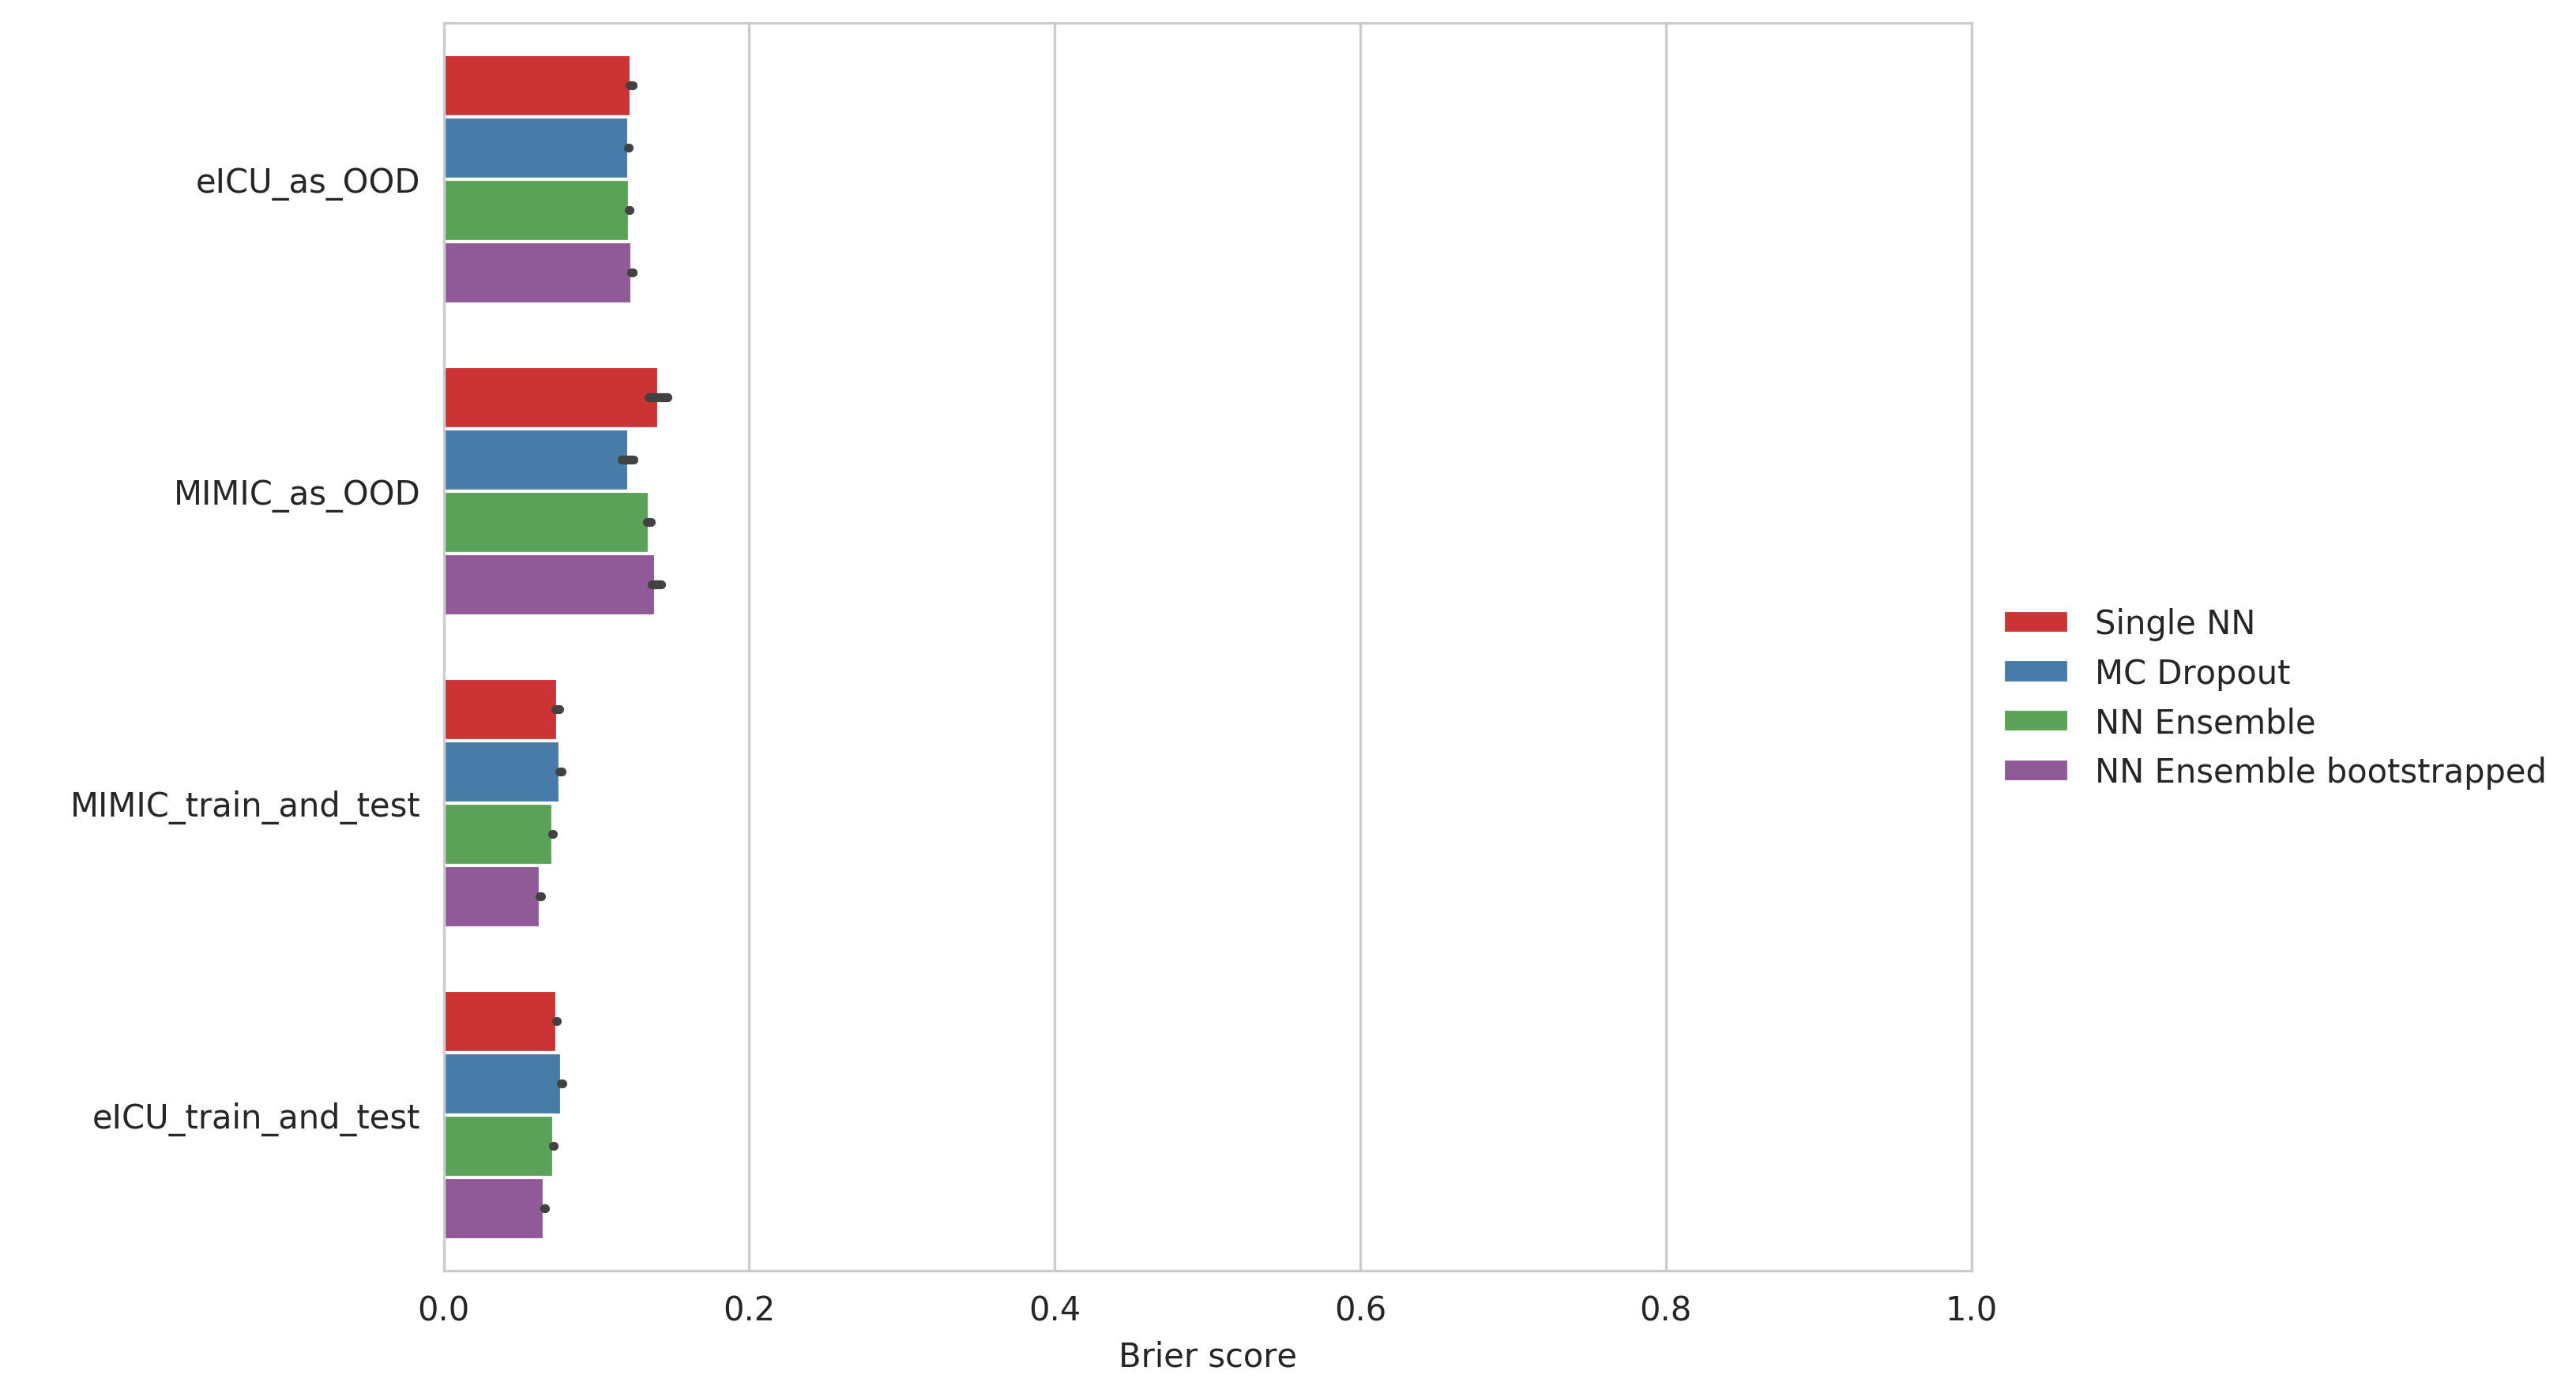 eICU_as_OOD
MIMIC_as_OOD
MIMIC_train_and_test
eICU_train_and_test
0.0 0.2 0.4 0.6 0.8 1.0
Brier score
Single NN
MC Dropout
NN Ensemble
NN Ensemble bootstrapped